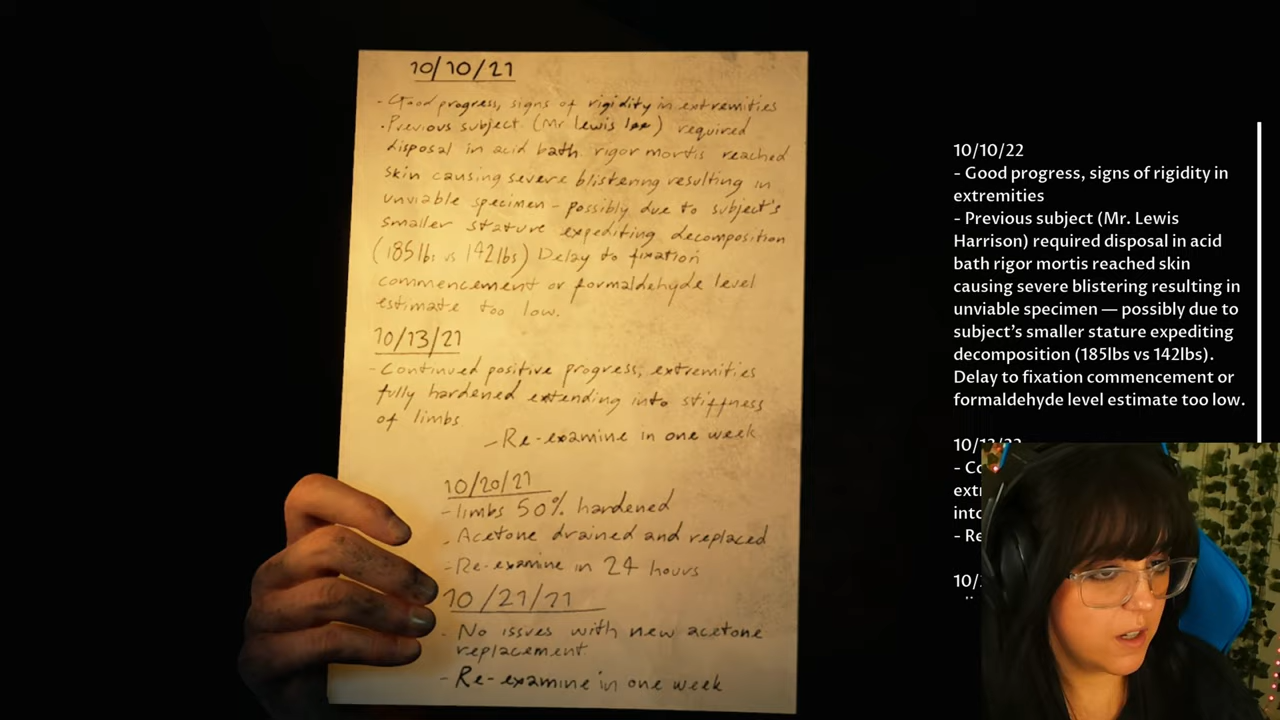 10/10/21
- Good progress, signs of rigidity in extremities
- Previous subject (Mr Lewis Lee) required
disposal in acid bath. rigor mortis reached
skin causing severe blistering resulting in
unviable specimen - possibly due to subject's
smaller stature expediting decomposition
(185lbs vs 142lbs) Delay to fixation
commencement or formaldehyde level
estimate too low.
10/13/21
- Continued positive progress, extremities
fully hardened extending into stiffness
of limbs
- Re-examine in one week
10/20/21
- limbs 50% hardened
- Acetone drained and replaced
- Re-examine in 24 hours
10/21/21
- No issues with new acetone
replacement.
- Re-examine in one week
10/10/22
- Good progress, signs of rigidity in
extremities
- Previous subject (Mr. Lewis
Harrison) required disposal in acid
bath rigor mortis reached skin
causing severe blistering resulting in
unviable specimen — possibly due to
subject's smaller stature expediting
decomposition (185lbs vs 142lbs).
Delay to fixation commencement or
formaldehyde level estimate too low.